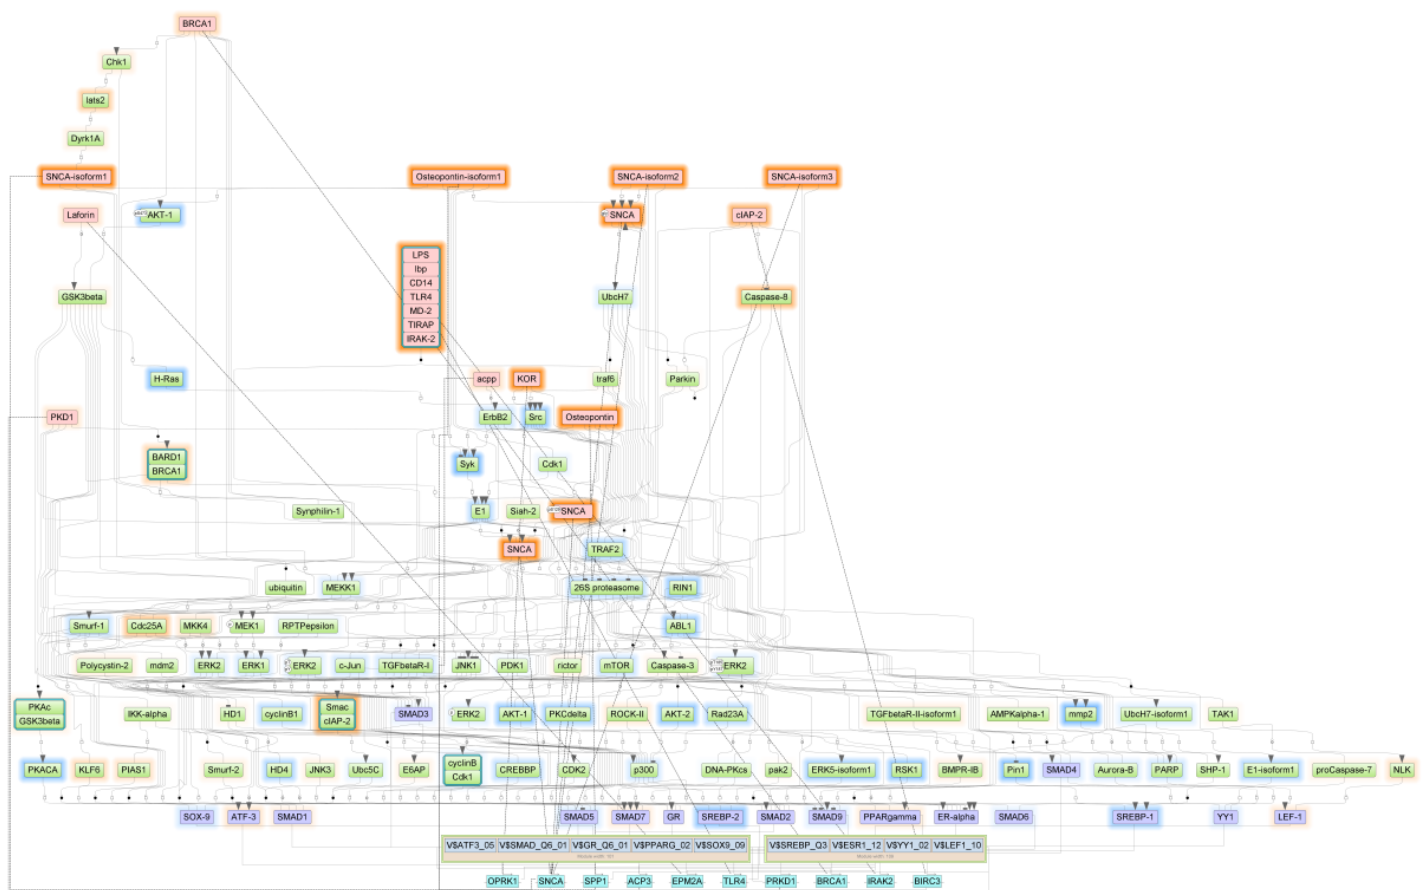 BRCA1
Chk1
lats2
Dyrk1A
SNCA-isoform1 Osteopontin-isoform1 SNCA-isoform2 SNCA-isoform3
Laforin AKT-1 SNCA cIAP-2
LPS
lbp
CD14
TLR4
MD-2
TIRAP
IRAK-2
GSK3beta UbcH7 Caspase-8
H-Ras acpp KOR traf6 Parkin
PKD1 ErbB2 Src Osteopontin
BARD1
BRCA1
Syk Cdk1
Synphilin-1 E1 Siah-2 SNCA
SNCA TRAF2
ubiquitin MEKK1 26S proteasome RIN1
Smurf-1 Cdc25A MKK4 MEK1 RPTPepsilon ABL1
Polycystin-2 mdm2 ERK2 ERK1 ERK2 c-Jun TGFbetaR-I JNK1 PDK1 rictor mTOR Caspase-3 ERK2
PKAc
GSK3beta
IKK-alpha HD1 cyclinB1
Smac
cIAP-2
SMAD3 ERK2 AKT-1 PKCdelta ROCK-II AKT-2 Rad23A TGFbetaR-II-isoform1 AMPKalpha-1 mmp2 UbcH7-isoform1 TAK1
PKACA KLF6 PIAS1 Smurf-2 HD4 JNK3 Ubc5C E6AP
cyclinB
Cdk1
CREBBP CDK2 p300 DNA-PKcs pak2 ERK5-isoform1 RSK1 BMPR-IB Pin1 SMAD4 Aurora-B PARP SHP-1 E1-isoform1 proCaspase-7 NLK
SOX-9 ATF-3 SMAD1 SMAD5 SMAD7 GR SREBP-2 SMAD2 SMAD9 PPARgamma ER-alpha SMAD6 SREBP-1 YY1 LEF-1
V$ATF3_05 V$SMAD_Q6_01 V$GR_Q6_01 V$PPARG_02 V$SOX9_09 V$SREBP_Q3 V$ESR1_12 V$YY1_02 V$LEF1_10
OPRK1 SNCA SPP1 ACP3 EPM2A TLR4 PRKD1 BRCA1 IRAK2 BIRC3